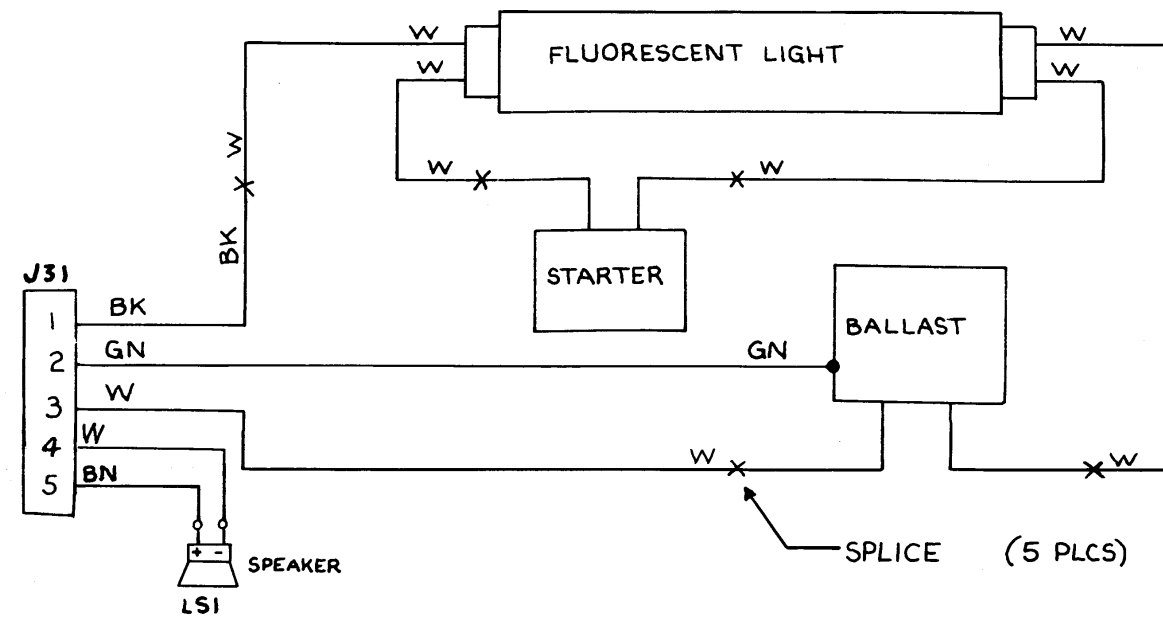 W
W
W
W
FLUORESCENT LIGHT
W
W
W
BK
STARTER
BALLAST
J31
1
BK
2
GN
GN
3
W
4
W
5
BN
W
W
SPLICE (5 PLCS)
+ -
SPEAKER
LS1